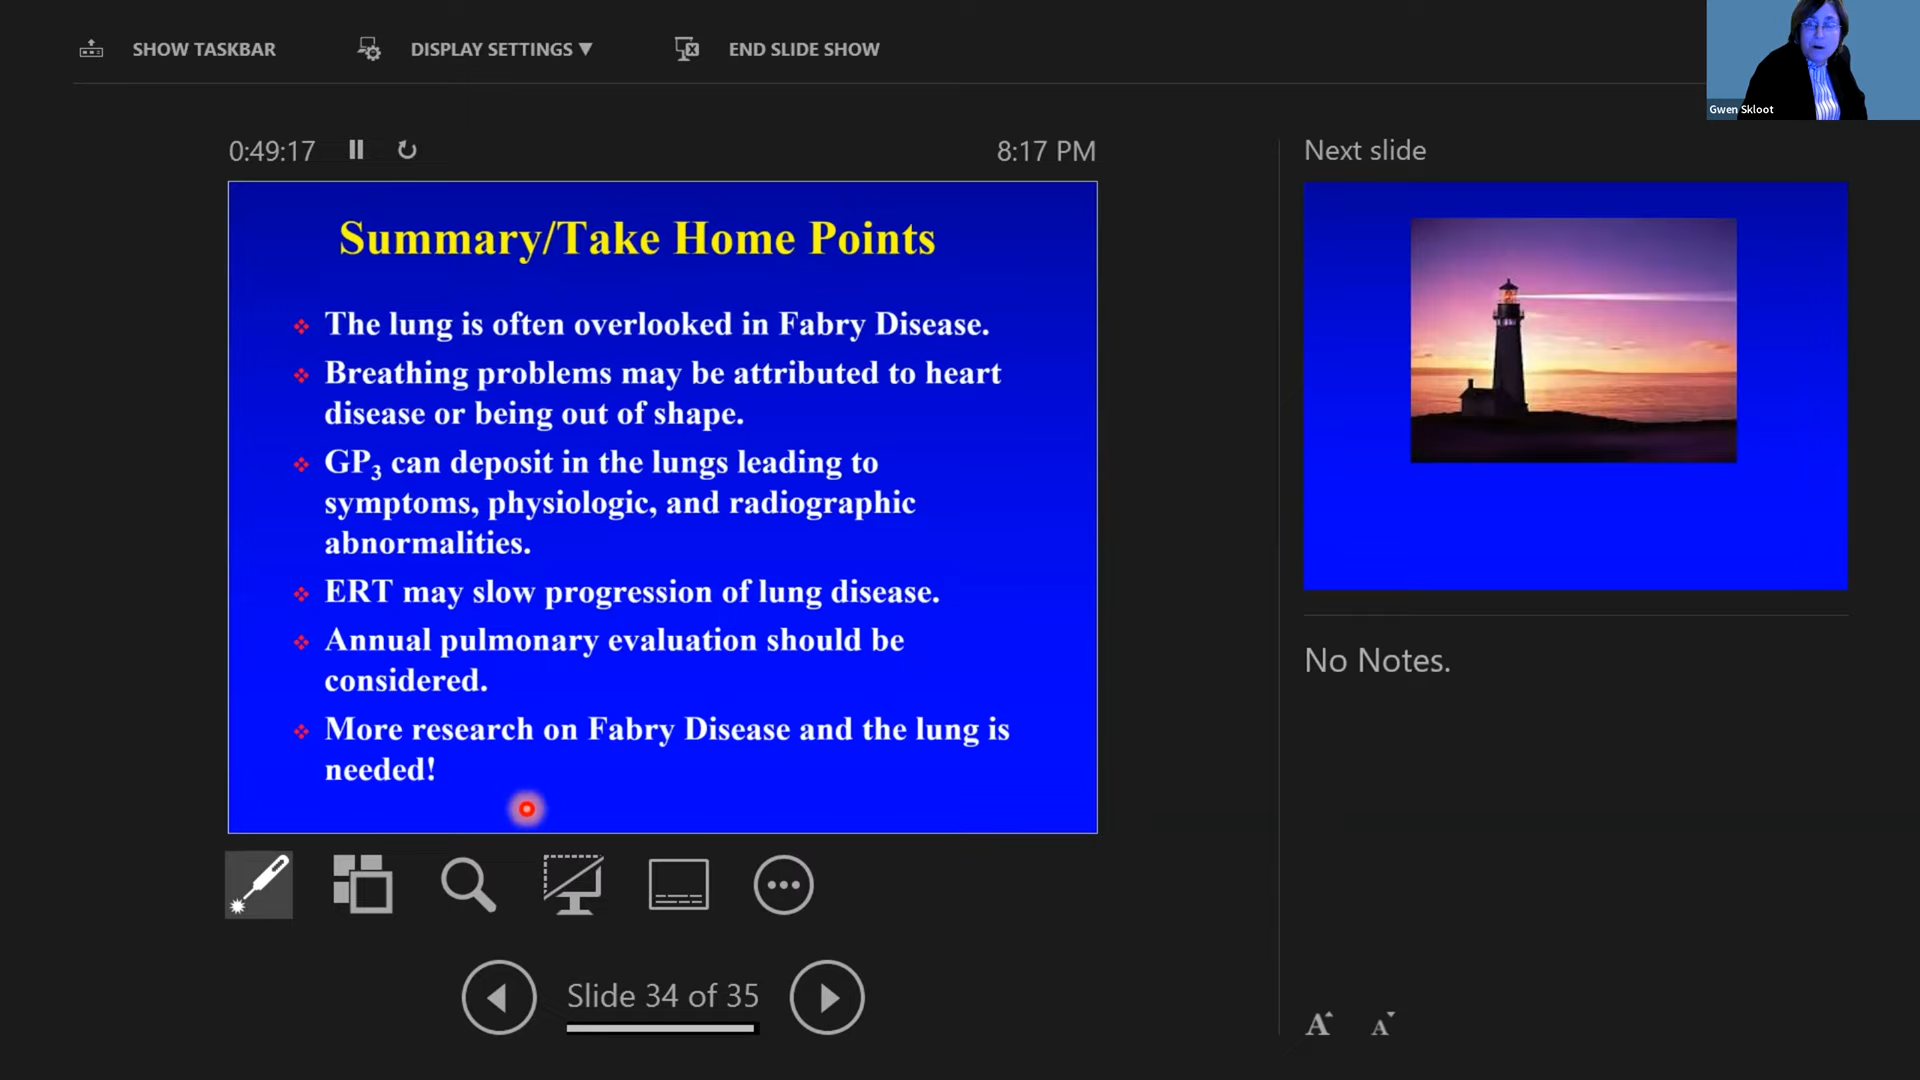 SHOW TASKBAR
DISPLAY SETTINGS ▼
END SLIDE SHOW
Gwen Skloot
0:49:17
8:17 PM
Next slide
Summary/Take Home Points
The lung is often overlooked in Fabry Disease.
Breathing problems may be attributed to heart
disease or being out of shape.
GP₃ can deposit in the lungs leading to
symptoms, physiologic, and radiographic
abnormalities.
ERT may slow progression of lung disease.
Annual pulmonary evaluation should be
considered.
More research on Fabry Disease and the lung is
needed!
No Notes.
Slide 34 of 35
A A